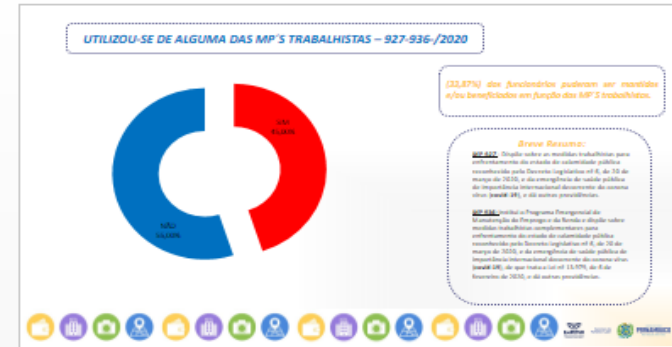 UTILIZOU-SE DE ALGUMA DAS MP´S TRABALHISTAS – 927-936-/2020
(33,87%) dos funcionários puderam ser mantidos
e/ou beneficiados em função das MP´S trabalhistas.
SIM
NÃO
Breve Resumo:
MP 927: Dispõe sobre as medidas trabalhistas para
enfrentamento do estado de calamidade pública
reconhecido pelo Decreto Legislativo nº 6, de 20 de
março de 2020, e da emergência de saúde pública
de importância internacional decorrente do corona
vírus (covid-19), e dá outras providências.
MP 936: Institui o Programa Emergencial de
Manutenção do Emprego e da Renda e dispõe sobre
medidas trabalhistas complementares para
enfrentamento do estado de calamidade pública
reconhecido pelo Decreto Legislativo nº 6, de 20 de
março de 2020, e da emergência de saúde pública de
importância internacional decorrente do corona vírus
(covid-19), de que trata a Lei nº 13.979, de 6 de
fevereiro de 2020, e dá outras providências.
PERNAMBUCO